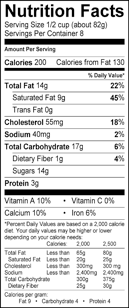 Nutrition Facts
Serving Size 1/2 cup (about 82g)
Servings Per Container 8
Amount Per Serving
Calories 200 Calories from Fat 130
% Daily Value*
Total Fat 14g 22%
Saturated Fat 9g 45%
Trans Fat 0g
Cholesterol 55mg 18%
Sodium 40mg 2%
Total Carbohydrate 17g 6%
Dietary Fiber 1g 4%
Sugars 14g
Protein 3g
Vitamin A 10% • Vitamin C 0%
Calcium 10% • Iron 6%
*Percent Daily Values are based on a 2,000 calorie
diet. Your daily values may be higher or lower
depending on your calorie needs:
Calories: 2,000 2,500
Total Fat Less than 65g 80g
Saturated Fat Less than 20g 25g
Cholesterol Less than 300mg 300 mg
Sodium Less than 2,400mg 2,400mg
Total Carbohydrate 300g 375g
Dietary Fiber 25g 30g
Calories per gram:
Fat 9 • Carbohydrate 4 • Protein 4